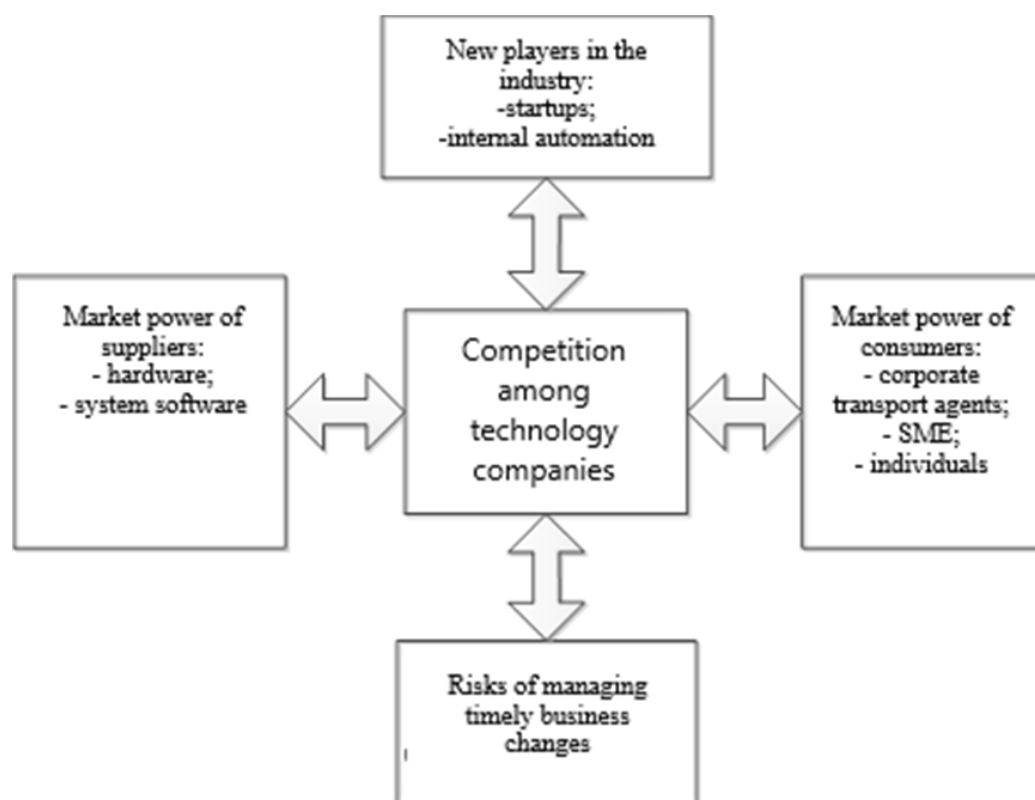 New players in the
industry:
-startups;
-internal automation
Market power of
suppliers:
- hardware;
- system software
Competition
among
technology
companies
Market power of
consumers:
- corporate
transport agents;
- SME;
- individuals
Risks of managing
timely business
changes